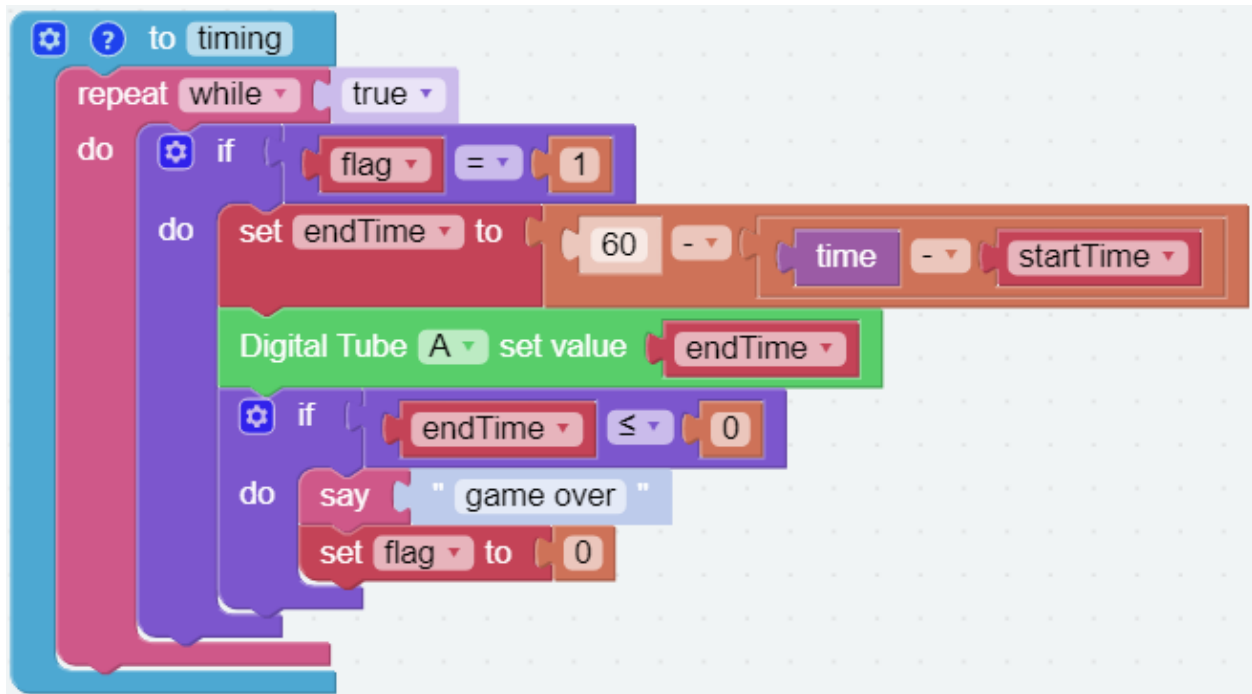 ? to timing
repeat while true
do if flag = 1
do set endTime to 60 - time - startTime
Digital Tube A set value endTime
if endTime ≤ 0
do say " game over "
set flag to 0